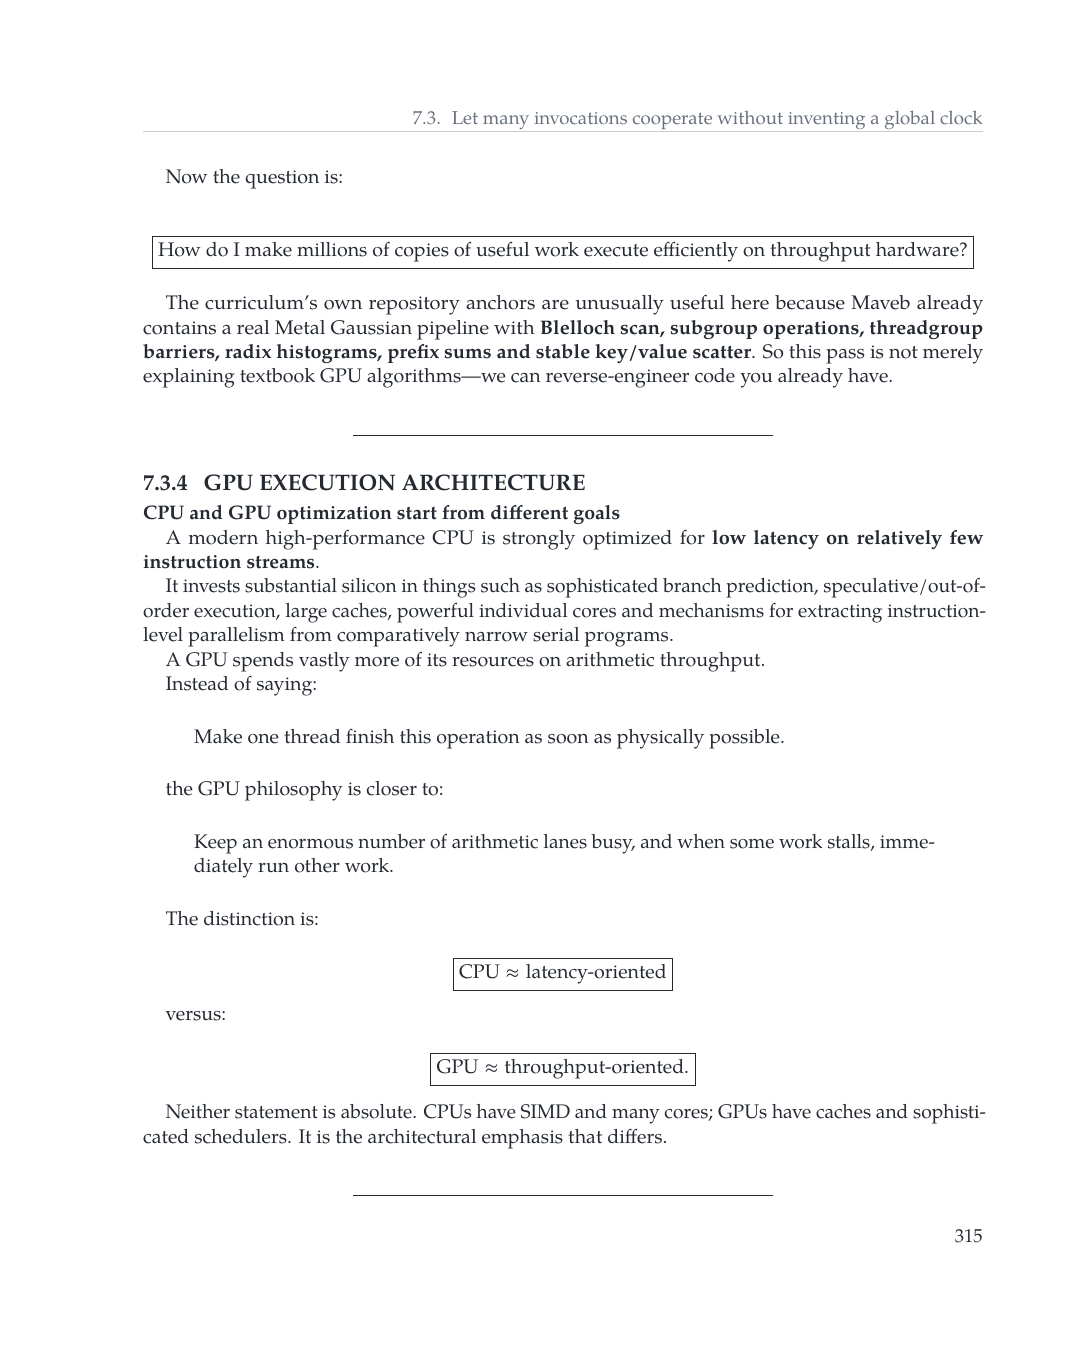 7.3. Let many invocations cooperate without inventing a global clock
Now the question is:
How do I make millions of copies of useful work execute efficiently on throughput hardware?
The curriculum’s own repository anchors are unusually useful here because Maveb already
contains a real Metal Gaussian pipeline with Blelloch scan, subgroup operations, threadgroup
barriers, radix histograms, prefix sums and stable key/value scatter. So this pass is not merely
explaining textbook GPU algorithms—we can reverse-engineer code you already have.
7.3.4 GPU EXECUTION ARCHITECTURE
CPU and GPU optimization start from different goals
A modern high-performance CPU is strongly optimized for low latency on relatively few
instruction streams.
It invests substantial silicon in things such as sophisticated branch prediction, speculative/out-of-
order execution, large caches, powerful individual cores and mechanisms for extracting instruction-
level parallelism from comparatively narrow serial programs.
A GPU spends vastly more of its resources on arithmetic throughput.
Instead of saying:
Make one thread finish this operation as soon as physically possible.
the GPU philosophy is closer to:
Keep an enormous number of arithmetic lanes busy, and when some work stalls, imme-
diately run other work.
The distinction is:
CPU ≈ latency-oriented
versus:
GPU ≈ throughput-oriented.
Neither statement is absolute. CPUs have SIMD and many cores; GPUs have caches and sophisti-
cated schedulers. It is the architectural emphasis that differs.
315